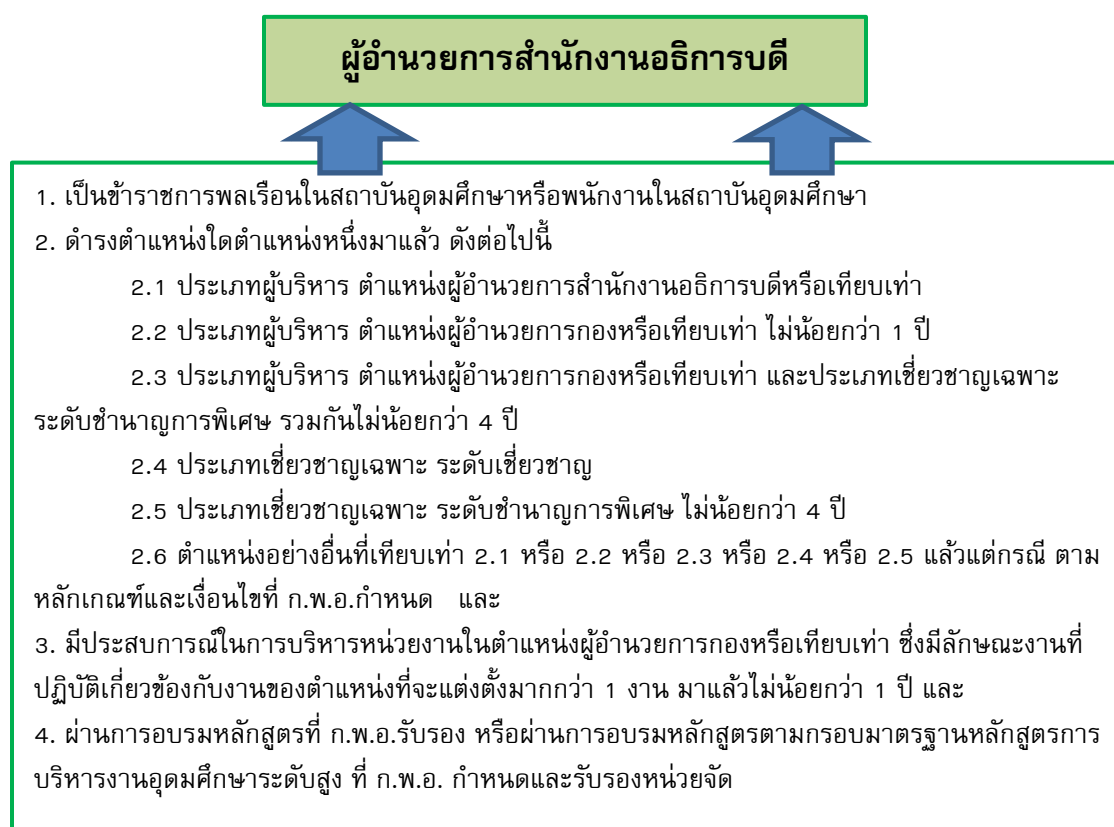 ผู้อำนวยการสำนักงานอธิการบดี
1. เป็นข้าราชการพลเรือนในสถาบันอุดมศึกษาหรือพนักงานในสถาบันอุดมศึกษา
2. ดำรงตำแหน่งใดตำแหน่งหนึ่งมาแล้ว ดังต่อไปนี้
2.1 ประเภทผู้บริหาร ตำแหน่งผู้อำนวยการสำนักงานอธิการบดีหรือเทียบเท่า
2.2 ประเภทผู้บริหาร ตำแหน่งผู้อำนวยการกองหรือเทียบเท่า ไม่น้อยกว่า 1 ปี
2.3 ประเภทผู้บริหาร ตำแหน่งผู้อำนวยการกองหรือเทียบเท่า และประเภทเชี่ยวชาญเฉพาะ
ระดับชำนาญการพิเศษ รวมกันไม่น้อยกว่า 4 ปี
2.4 ประเภทเชี่ยวชาญเฉพาะ ระดับเชี่ยวชาญ
2.5 ประเภทเชี่ยวชาญเฉพาะ ระดับชำนาญการพิเศษ ไม่น้อยกว่า 4 ปี
2.6 ตำแหน่งอย่างอื่นที่เทียบเท่า 2.1 หรือ 2.2 หรือ 2.3 หรือ 2.4 หรือ 2.5 แล้วแต่กรณี ตาม
หลักเกณฑ์และเงื่อนไขที่ ก.พ.อ.กำหนด และ
3. มีประสบการณ์ในการบริหารหน่วยงานในตำแหน่งผู้อำนวยการกองหรือเทียบเท่า ซึ่งมีลักษณะงานที่
ปฏิบัติเกี่ยวข้องกับงานของตำแหน่งที่จะแต่งตั้งมากกว่า 1 งาน มาแล้วไม่น้อยกว่า 1 ปี และ
4. ผ่านการอบรมหลักสูตรที่ ก.พ.อ.รับรอง หรือผ่านการอบรมหลักสูตรตามกรอบมาตรฐานหลักสูตรการ
บริหารงานอุดมศึกษาระดับสูง ที่ ก.พ.อ. กำหนดและรับรองหน่วยจัด